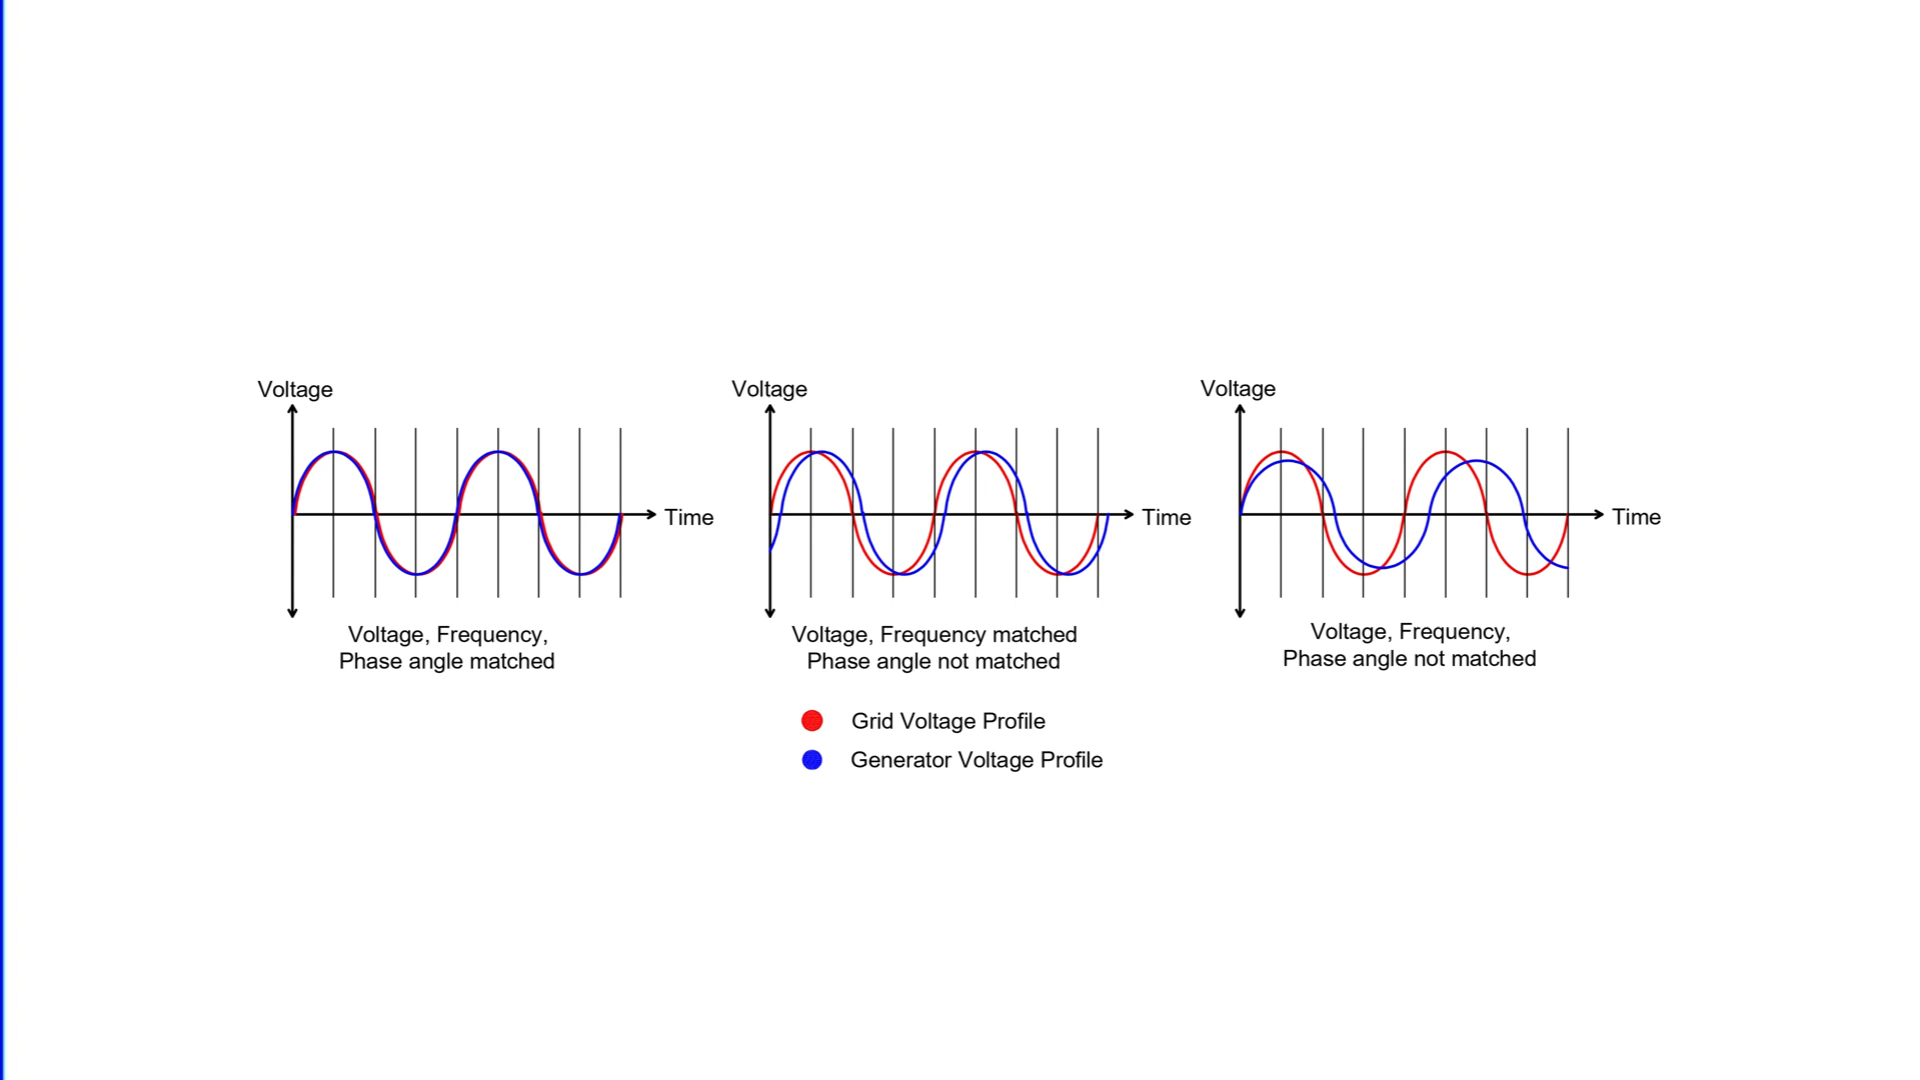 Voltage
Time
Voltage, Frequency,
Phase angle matched
Voltage
Time
Voltage, Frequency matched
Phase angle not matched
Voltage
Time
Voltage, Frequency,
Phase angle not matched
Grid Voltage Profile
Generator Voltage Profile